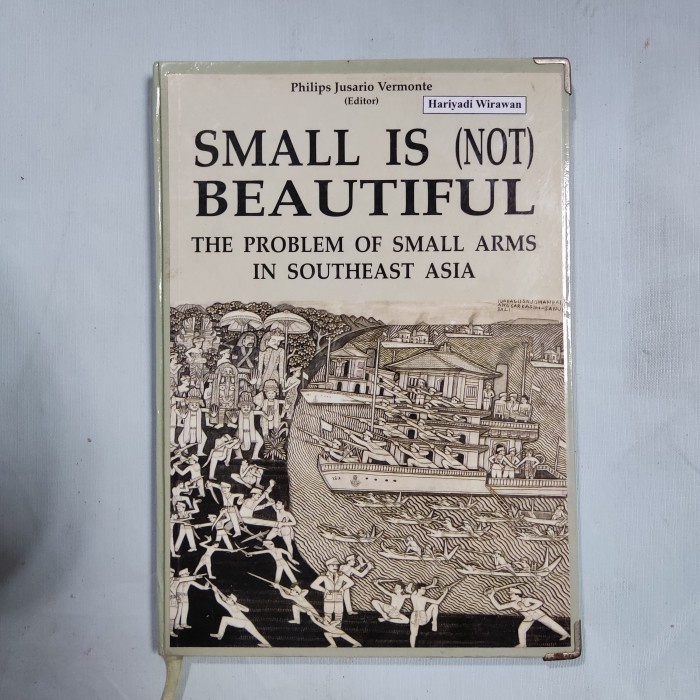 Philips Jusario Vermonte
(Editor)
Hariyadi Wirawan
SMALL IS (NOT)
BEAUTIFUL
THE PROBLEM OF SMALL ARMS
IN SOUTHEAST ASIA